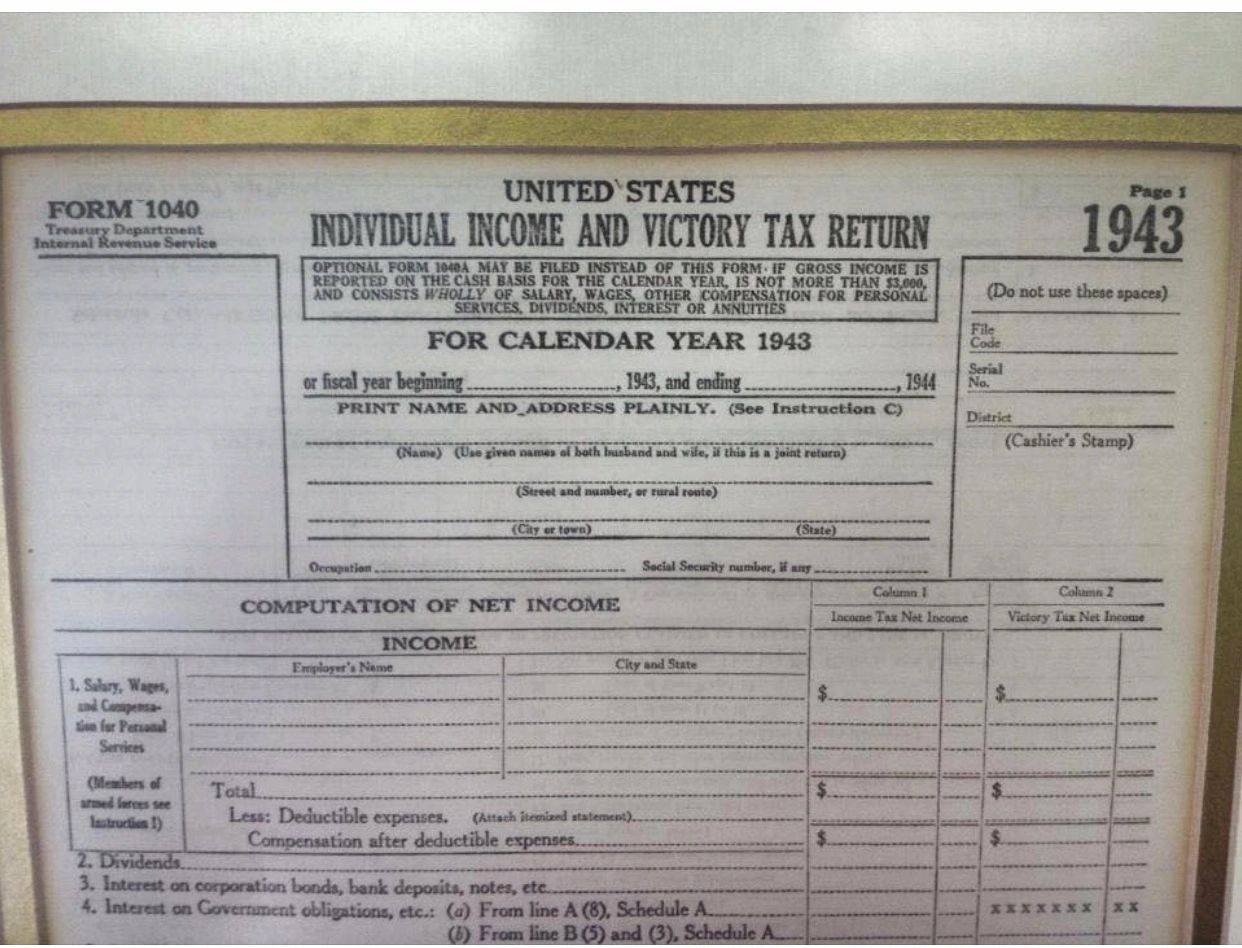 UNITED STATES
Page 1
FORM 1040
Treasury Department
Internal Revenue Service
INDIVIDUAL INCOME AND VICTORY TAX RETURN
1943
OPTIONAL FORM 1040A MAY BE FILED INSTEAD OF THIS FORM IF GROSS INCOME IS
REPORTED ON THE CASH BASIS FOR THE CALENDAR YEAR, IS NOT MORE THAN $3,000,
AND CONSISTS WHOLLY OF SALARY, WAGES, OTHER COMPENSATION FOR PERSONAL
SERVICES, DIVIDENDS, INTEREST OR ANNUITIES
FOR CALENDAR YEAR 1943
or fiscal year beginning ________, 1943, and ending ________, 1944
PRINT NAME AND ADDRESS PLAINLY. (See Instruction C)
(Name) (Use given names of both husband and wife, if this is a joint return)
(Street and number, or rural route)
(City or town) (State)
Occupation ________ Social Security number, if any ________
(Do not use these spaces)
File
Code
Serial
No.
District
(Cashier's Stamp)
COMPUTATION OF NET INCOME
Column 1
Column 2
Income Tax Net Income
Victory Tax Net Income
INCOME
Employer's Name
City and State
1. Salary, Wages,
and Compensa-
tion for Personal
Services
(Members of
armed forces see
Instruction 1)
$ $
Total $ $
Less: Deductible expenses. (Attach itemized statement)
Compensation after deductible expenses $ $
2. Dividends
3. Interest on corporation bonds, bank deposits, notes, etc
4. Interest on Government obligations, etc.: (a) From line A (8), Schedule A x x x x x x x x x
(b) From line B (5) and (3), Schedule A